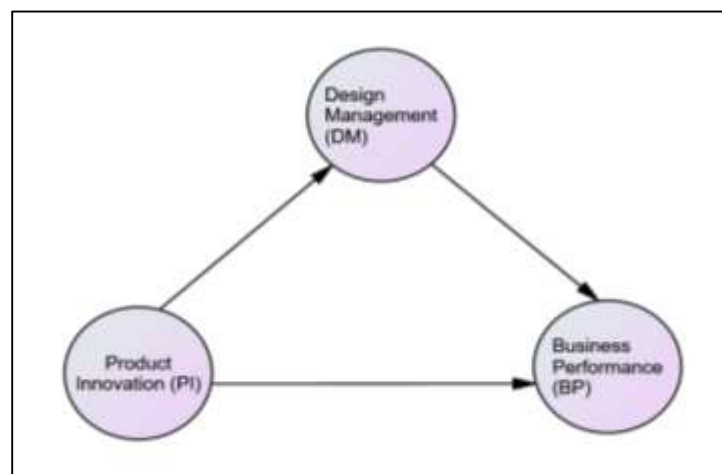 Design
Management
(DM)
Product
Innovation (PI)
Business
Performance
(BP)